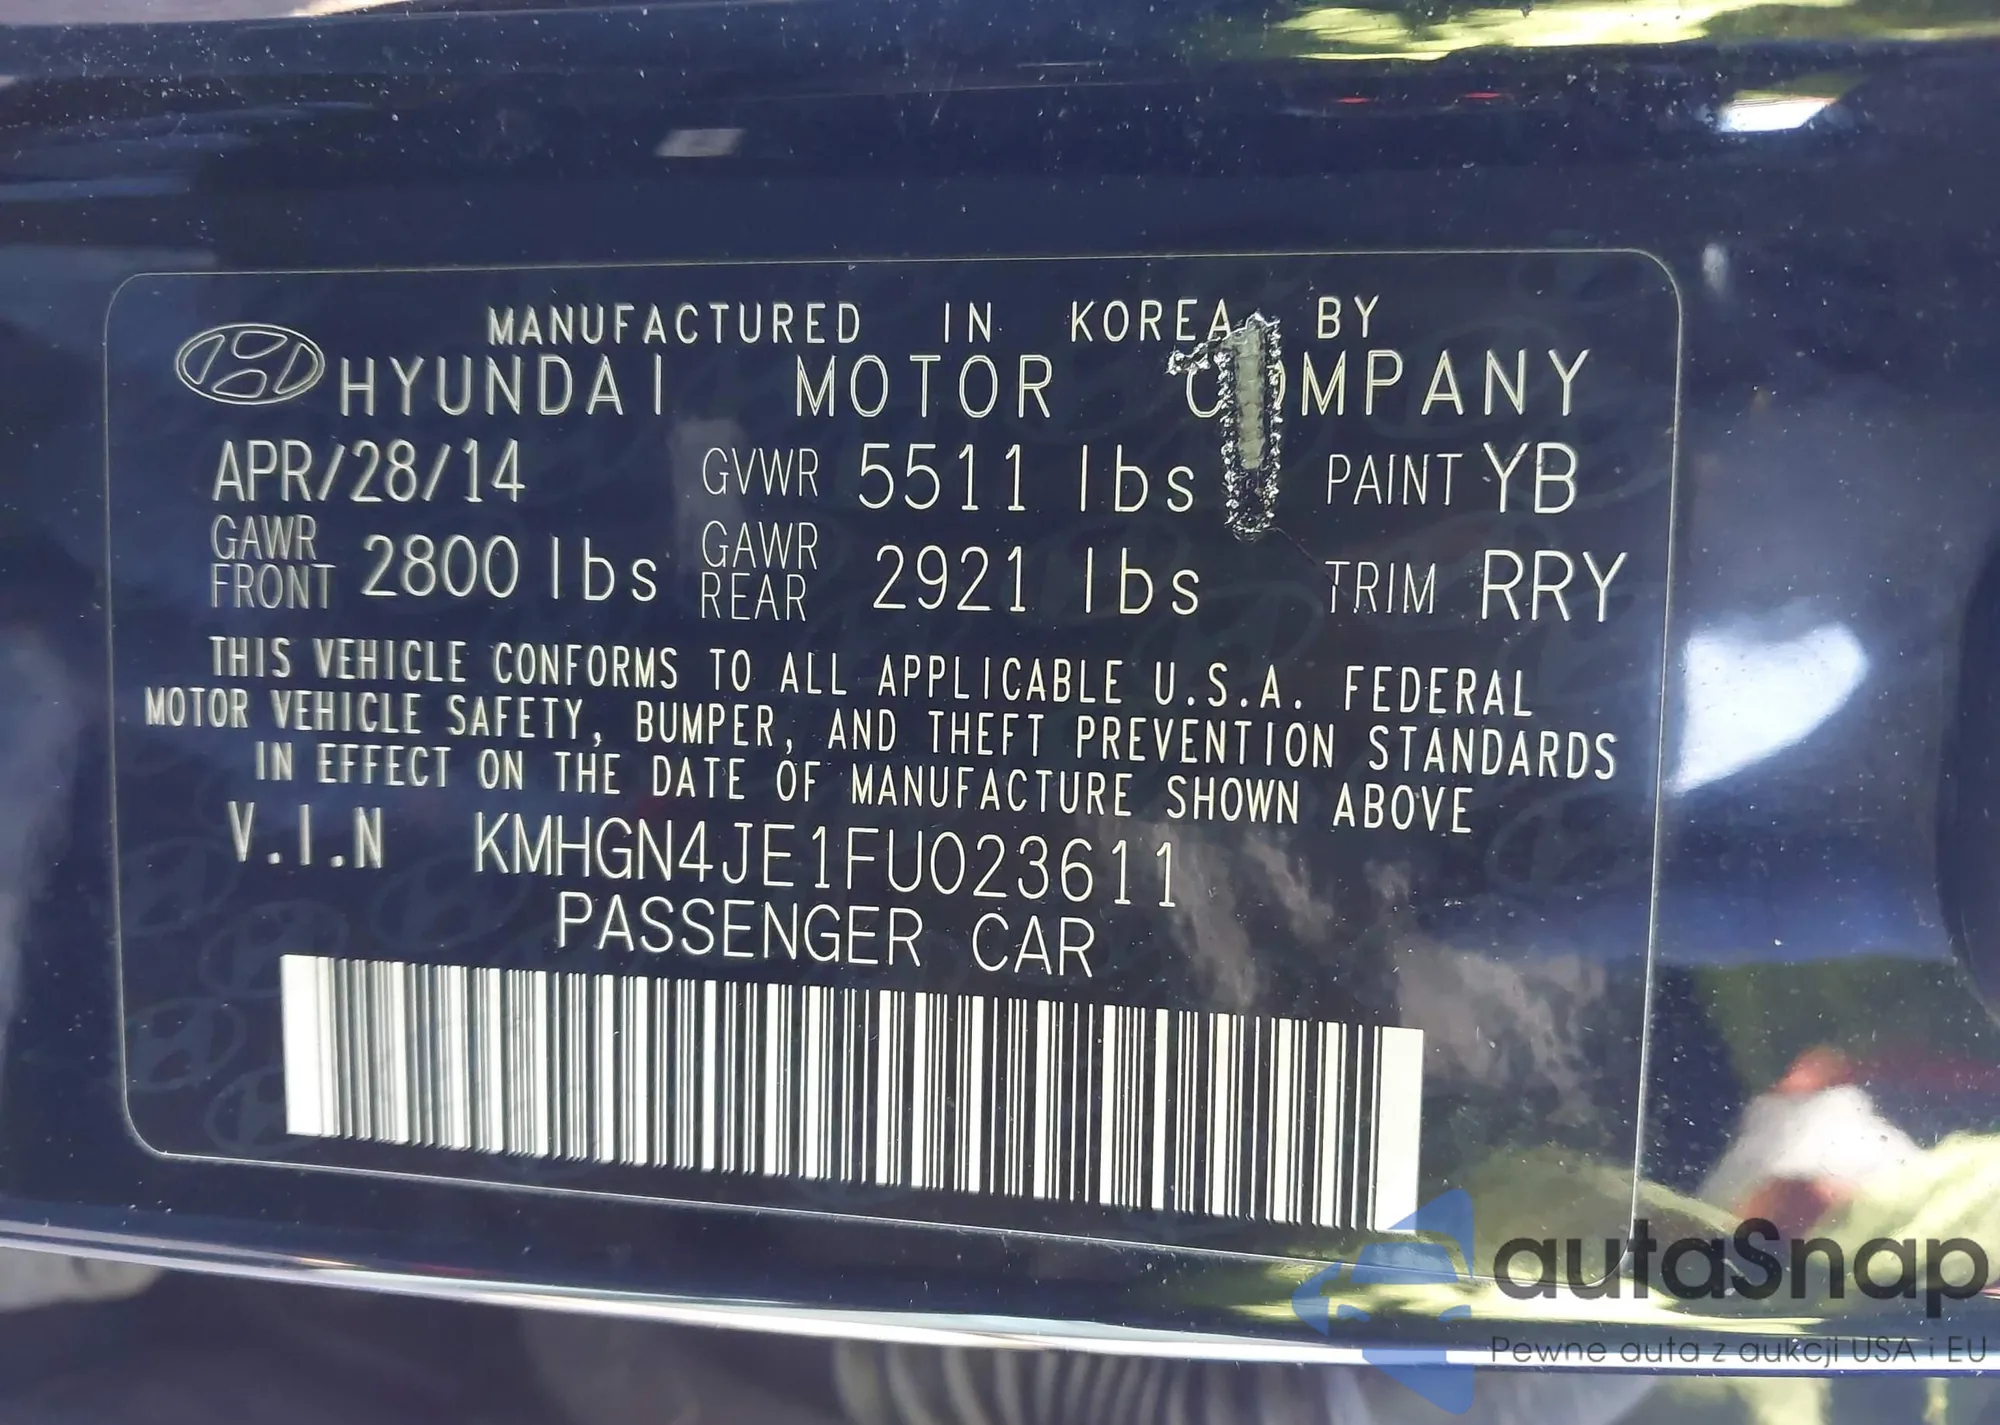 MANUFACTURED IN KOREA BY
HYUNDAI MOTOR COMPANY
APR/28/14 GVWR 5511 lbs PAINT YB
GAWR FRONT 2800 lbs GAWR REAR 2921 lbs TRIM RRY
THIS VEHICLE CONFORMS TO ALL APPLICABLE U.S.A. FEDERAL
MOTOR VEHICLE SAFETY, BUMPER, AND THEFT PREVENTION STANDARDS
IN EFFECT ON THE DATE OF MANUFACTURE SHOWN ABOVE
V.I.N KMHGN4JE1FU023611
PASSENGER CAR
autaSnap
Pewne auta z aukcji USA i EU